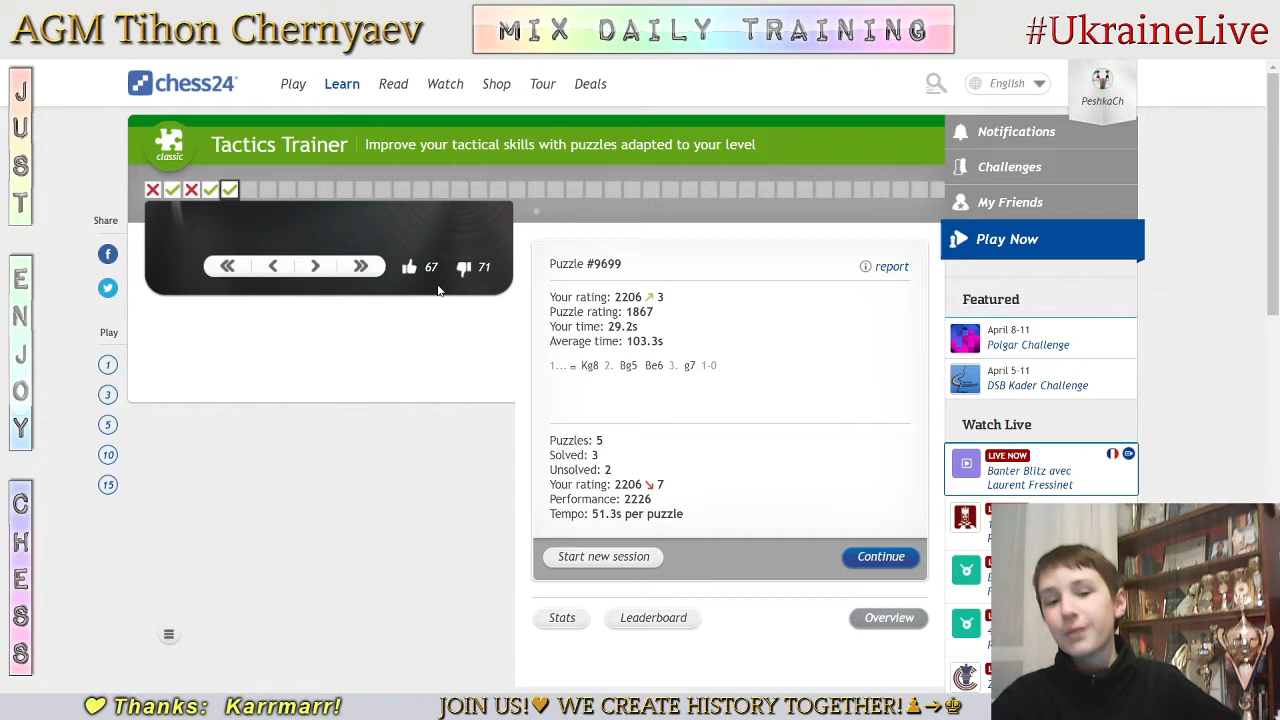 AGM Tihon Chernyaev
MIX DAILY TRAINING
#UkraineLive
JUST
ENJOY
CHESS
chess24
Play
Learn
Read
Watch
Shop
Tour
Deals
English
PeshkaCh
classic
Tactics Trainer
Improve your tactical skills with puzzles adapted to your level
Notifications
Challenges
My Friends
Play Now
Share
67
71
Play
1
3
5
10
15
Puzzle #9699
report
Your rating: 2206 3
Puzzle rating: 1867
Your time: 29.2s
Average time: 103.3s
1... Kg8 2. Bg5 Be6 3. g7 1-0
Puzzles: 5
Solved: 3
Unsolved: 2
Your rating: 2206 7
Performance: 2226
Tempo: 51.3s per puzzle
Start new session
Continue
Stats
Leaderboard
Overview
Featured
April 8-11
Polgar Challenge
April 5-11
DSB Kader Challenge
Watch Live
LIVE NOW
Banter Blitz avec
Laurent Fressinet
Thanks: Karrmarr!
JOIN US! WE CREATE HISTORY TOGETHER!